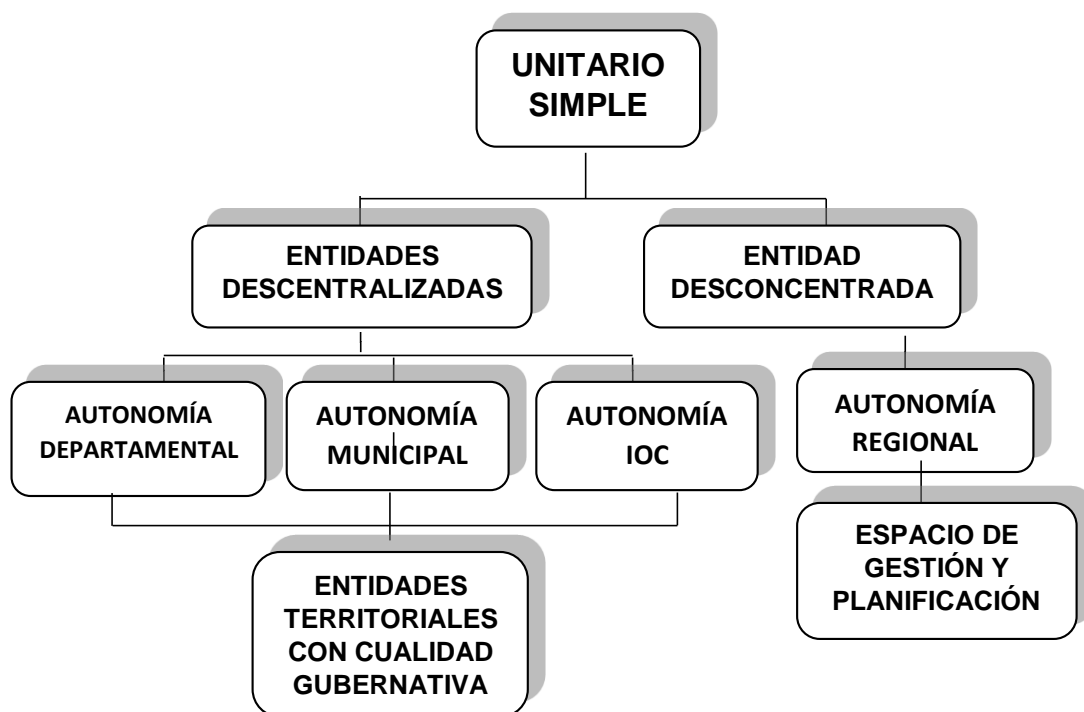 UNITARIO
SIMPLE
ENTIDADES
DESCENTRALIZADAS
ENTIDAD
DESCONCENTRADA
AUTONOMÍA
DEPARTAMENTAL
AUTONOMÍA
MUNICIPAL
AUTONOMÍA
IOC
AUTONOMÍA
REGIONAL
ENTIDADES
TERRITORIALES
CON CUALIDAD
GUBERNATIVA
ESPACIO DE
GESTIÓN Y
PLANIFICACIÓN